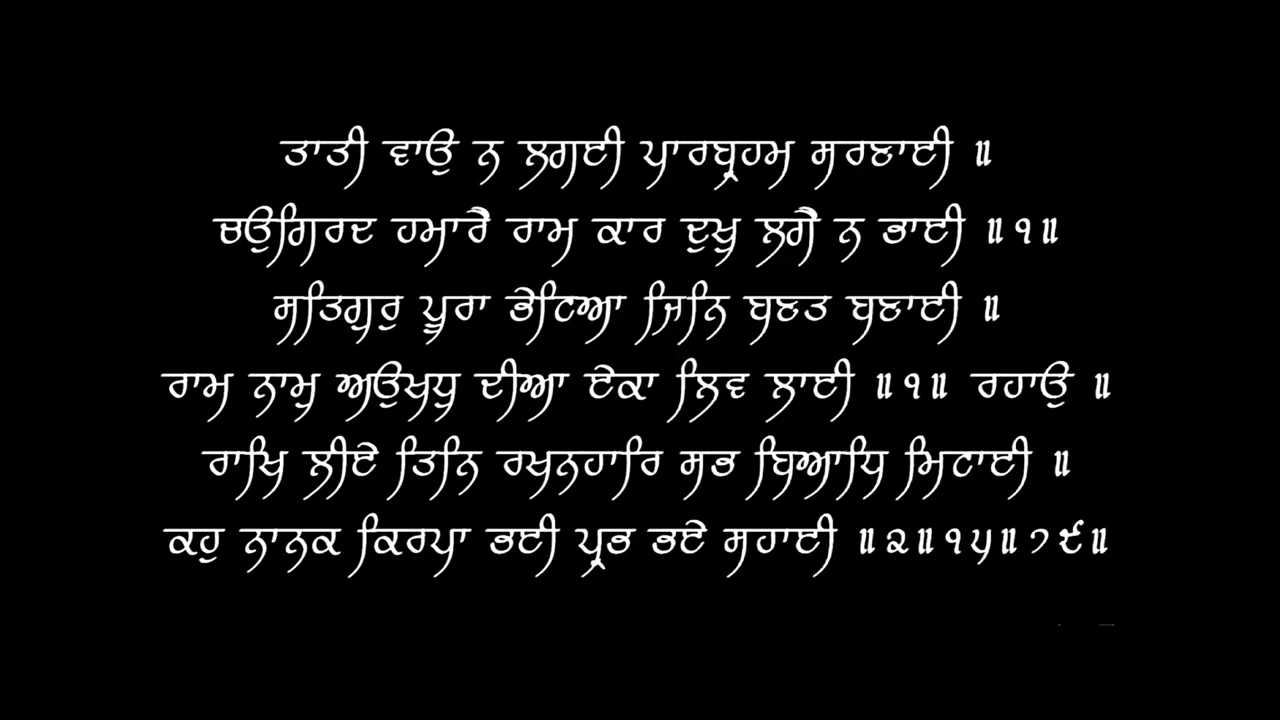 ਤਾਤੀ ਵਾਉ ਨ ਲਗਈ ਪਾਰਬ੍ਰਹਮ ਸਰਣਾਈ ॥
ਚਉਗਿਰਦ ਹਮਾਰੈ ਰਾਮ ਕਾਰ ਦੁਖੁ ਲਗੈ ਨ ਭਾਈ ॥੧॥
ਸਤਿਗੁਰੁ ਪੂਰਾ ਭੇਟਿਆ ਜਿਨਿ ਬਣਤ ਬਣਾਈ ॥
ਰਾਮ ਨਾਮੁ ਅਉਖਧੁ ਦੀਆ ਏਕਾ ਲਿਵ ਲਾਈ ॥੧॥ ਰਹਾਉ ॥
ਰਾਖਿ ਲੀਏ ਤਿਨਿ ਰਖਨਹਾਰਿ ਸਭ ਬਿਆਧਿ ਮਿਟਾਈ ॥
ਕਹੁ ਨਾਨਕ ਕਿਰਪਾ ਭਈ ਪ੍ਰਭ ਭਏ ਸਹਾਈ ॥੨॥੧੫॥੭੯॥